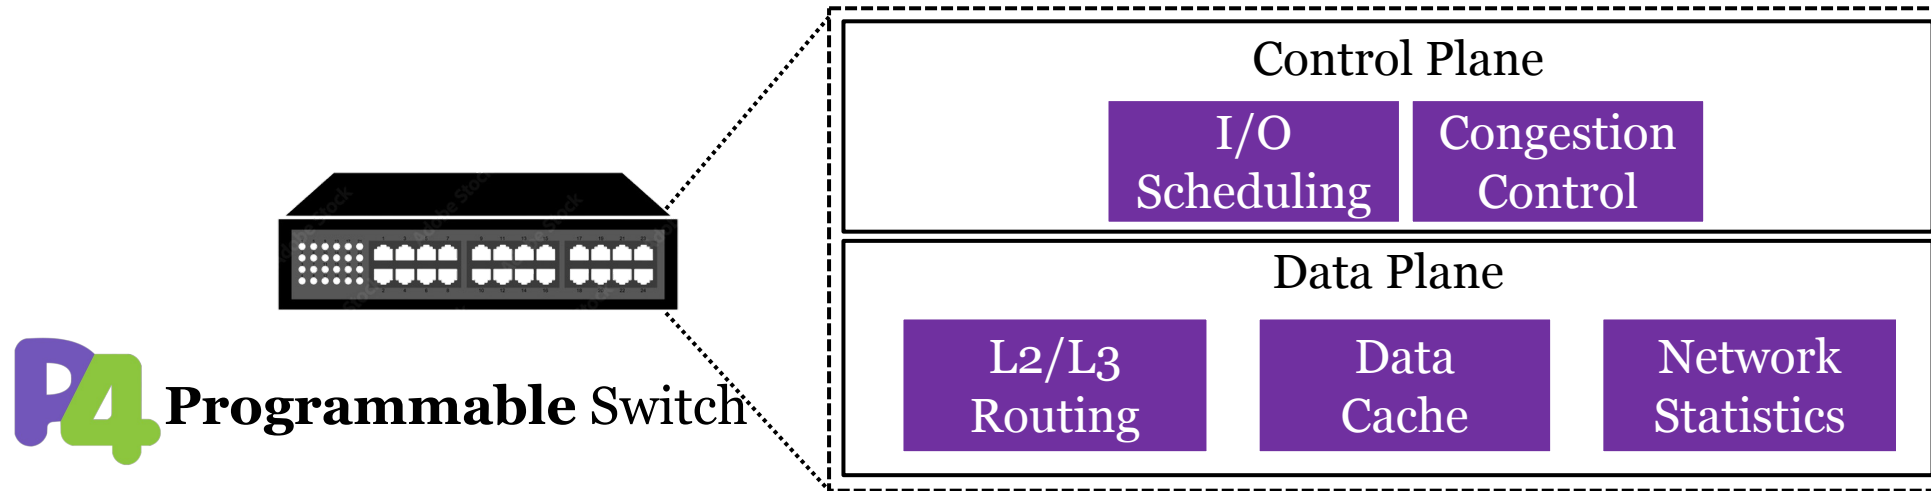 Control Plane
I/O
Scheduling
Congestion
Control
Data Plane
L2/L3
Routing
Data
Cache
Network
Statistics
P4 Programmable Switch